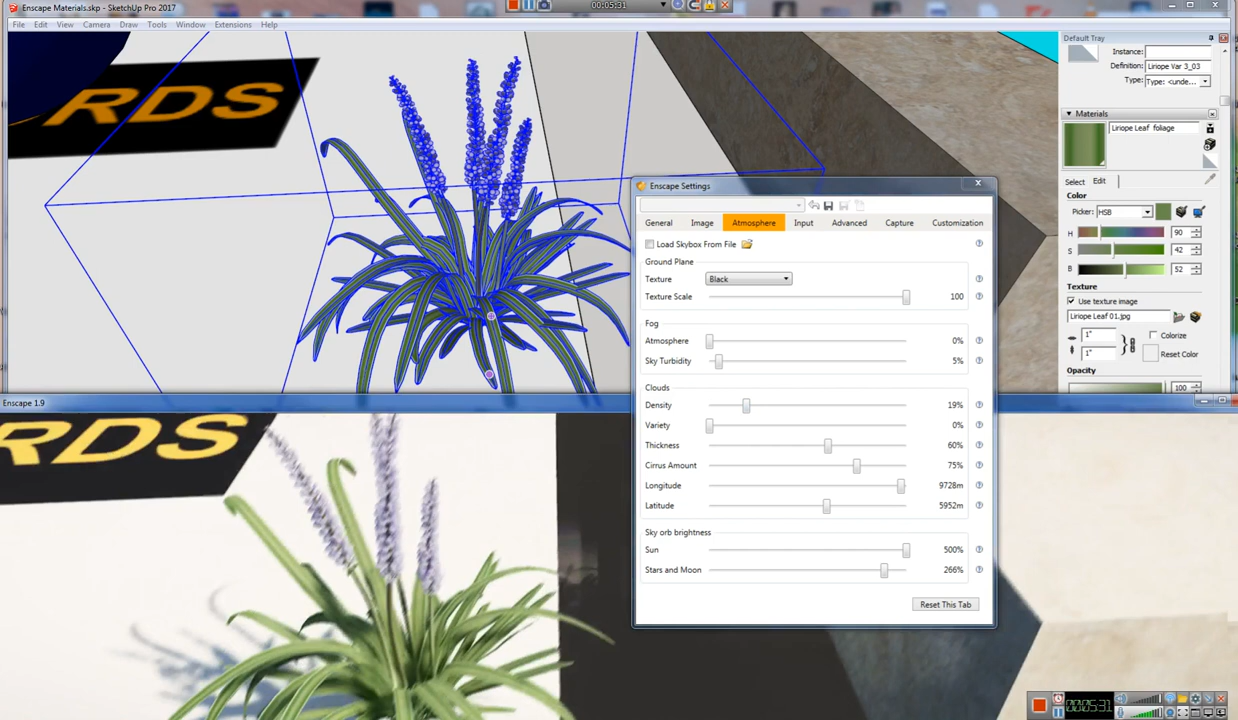 Enscape Materials.skp - SketchUp Pro 2017
00:05:31
File Edit View Camera Draw Tools Window Extensions Help
RDS
Default Tray
Instance:
Definition: Liriope Var 3_03
Type: Type: <unde...
Materials
Liriope Leaf foliage
Select Edit
Color
Picker: HSB
H 90
S 42
B 52
Texture
Use texture image
Liriope Leaf 01.jpg
1" Colorize
1" Reset Color
Opacity
100
Enscape Settings
General Image Atmosphere Input Advanced Capture Customization
Load Skybox From File
Ground Plane
Texture Black
Texture Scale 100
Fog
Atmosphere 0%
Sky Turbidity 5%
Clouds
Density 19%
Variety 0%
Thickness 60%
Cirrus Amount 75%
Longitude 9728m
Latitude 5952m
Sky orb brightness
Sun 500%
Stars and Moon 266%
Reset This Tab
Enscape 1.9
RDS
00:05:31